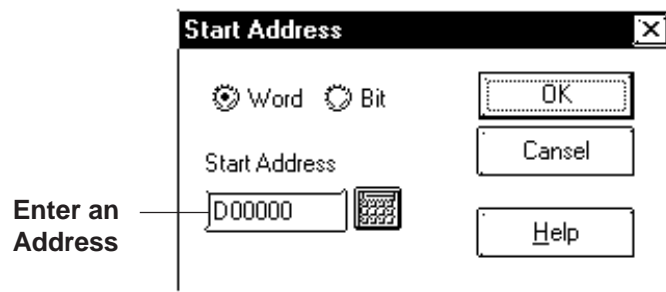 Start Address
Word Bit
OK
Cansel
Start Address
D00000
Help
Enter an
Address